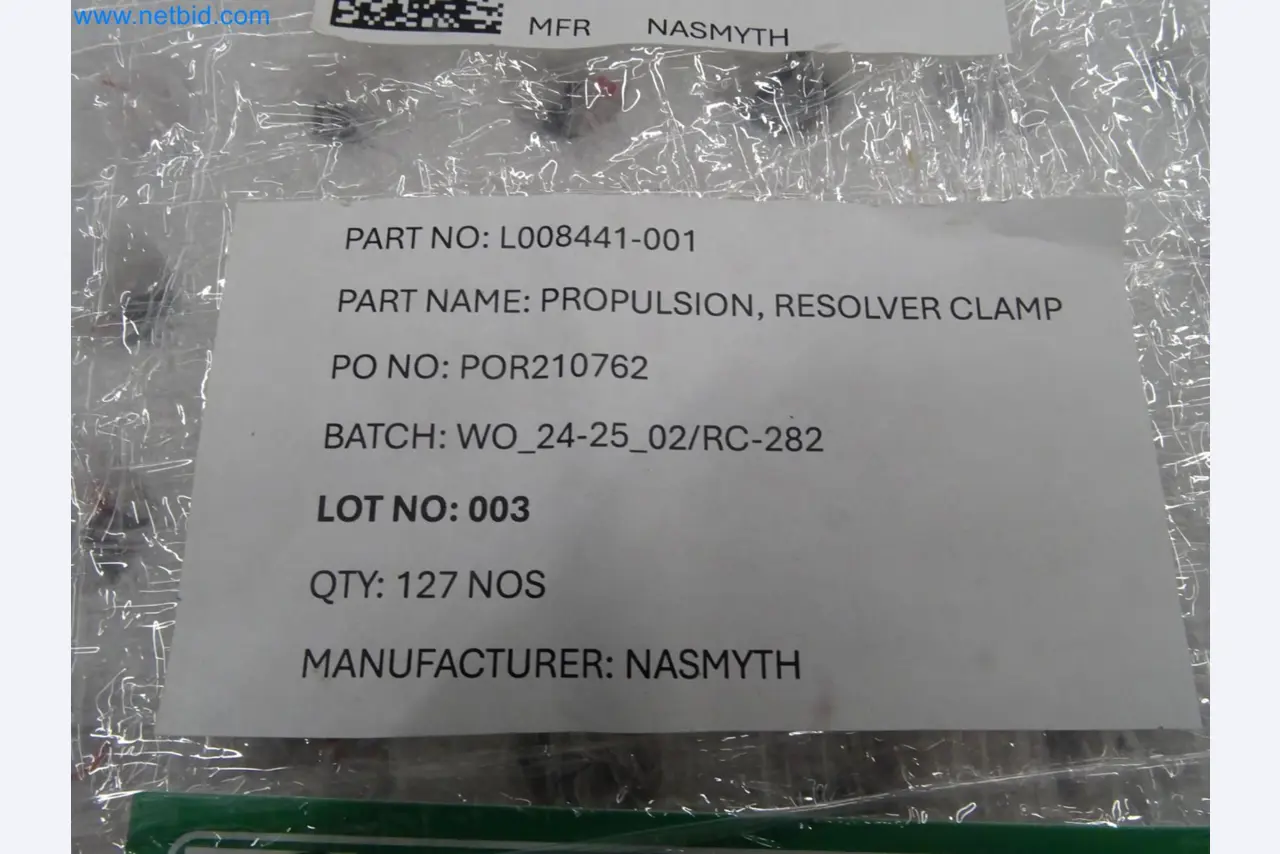 www.netbid.com
MFR NASMYTH
PART NO: L008441-001
PART NAME: PROPULSION, RESOLVER CLAMP
PO NO: POR210762
BATCH: WO_24-25_02/RC-282
LOT NO: 003
QTY: 127 NOS
MANUFACTURER: NASMYTH